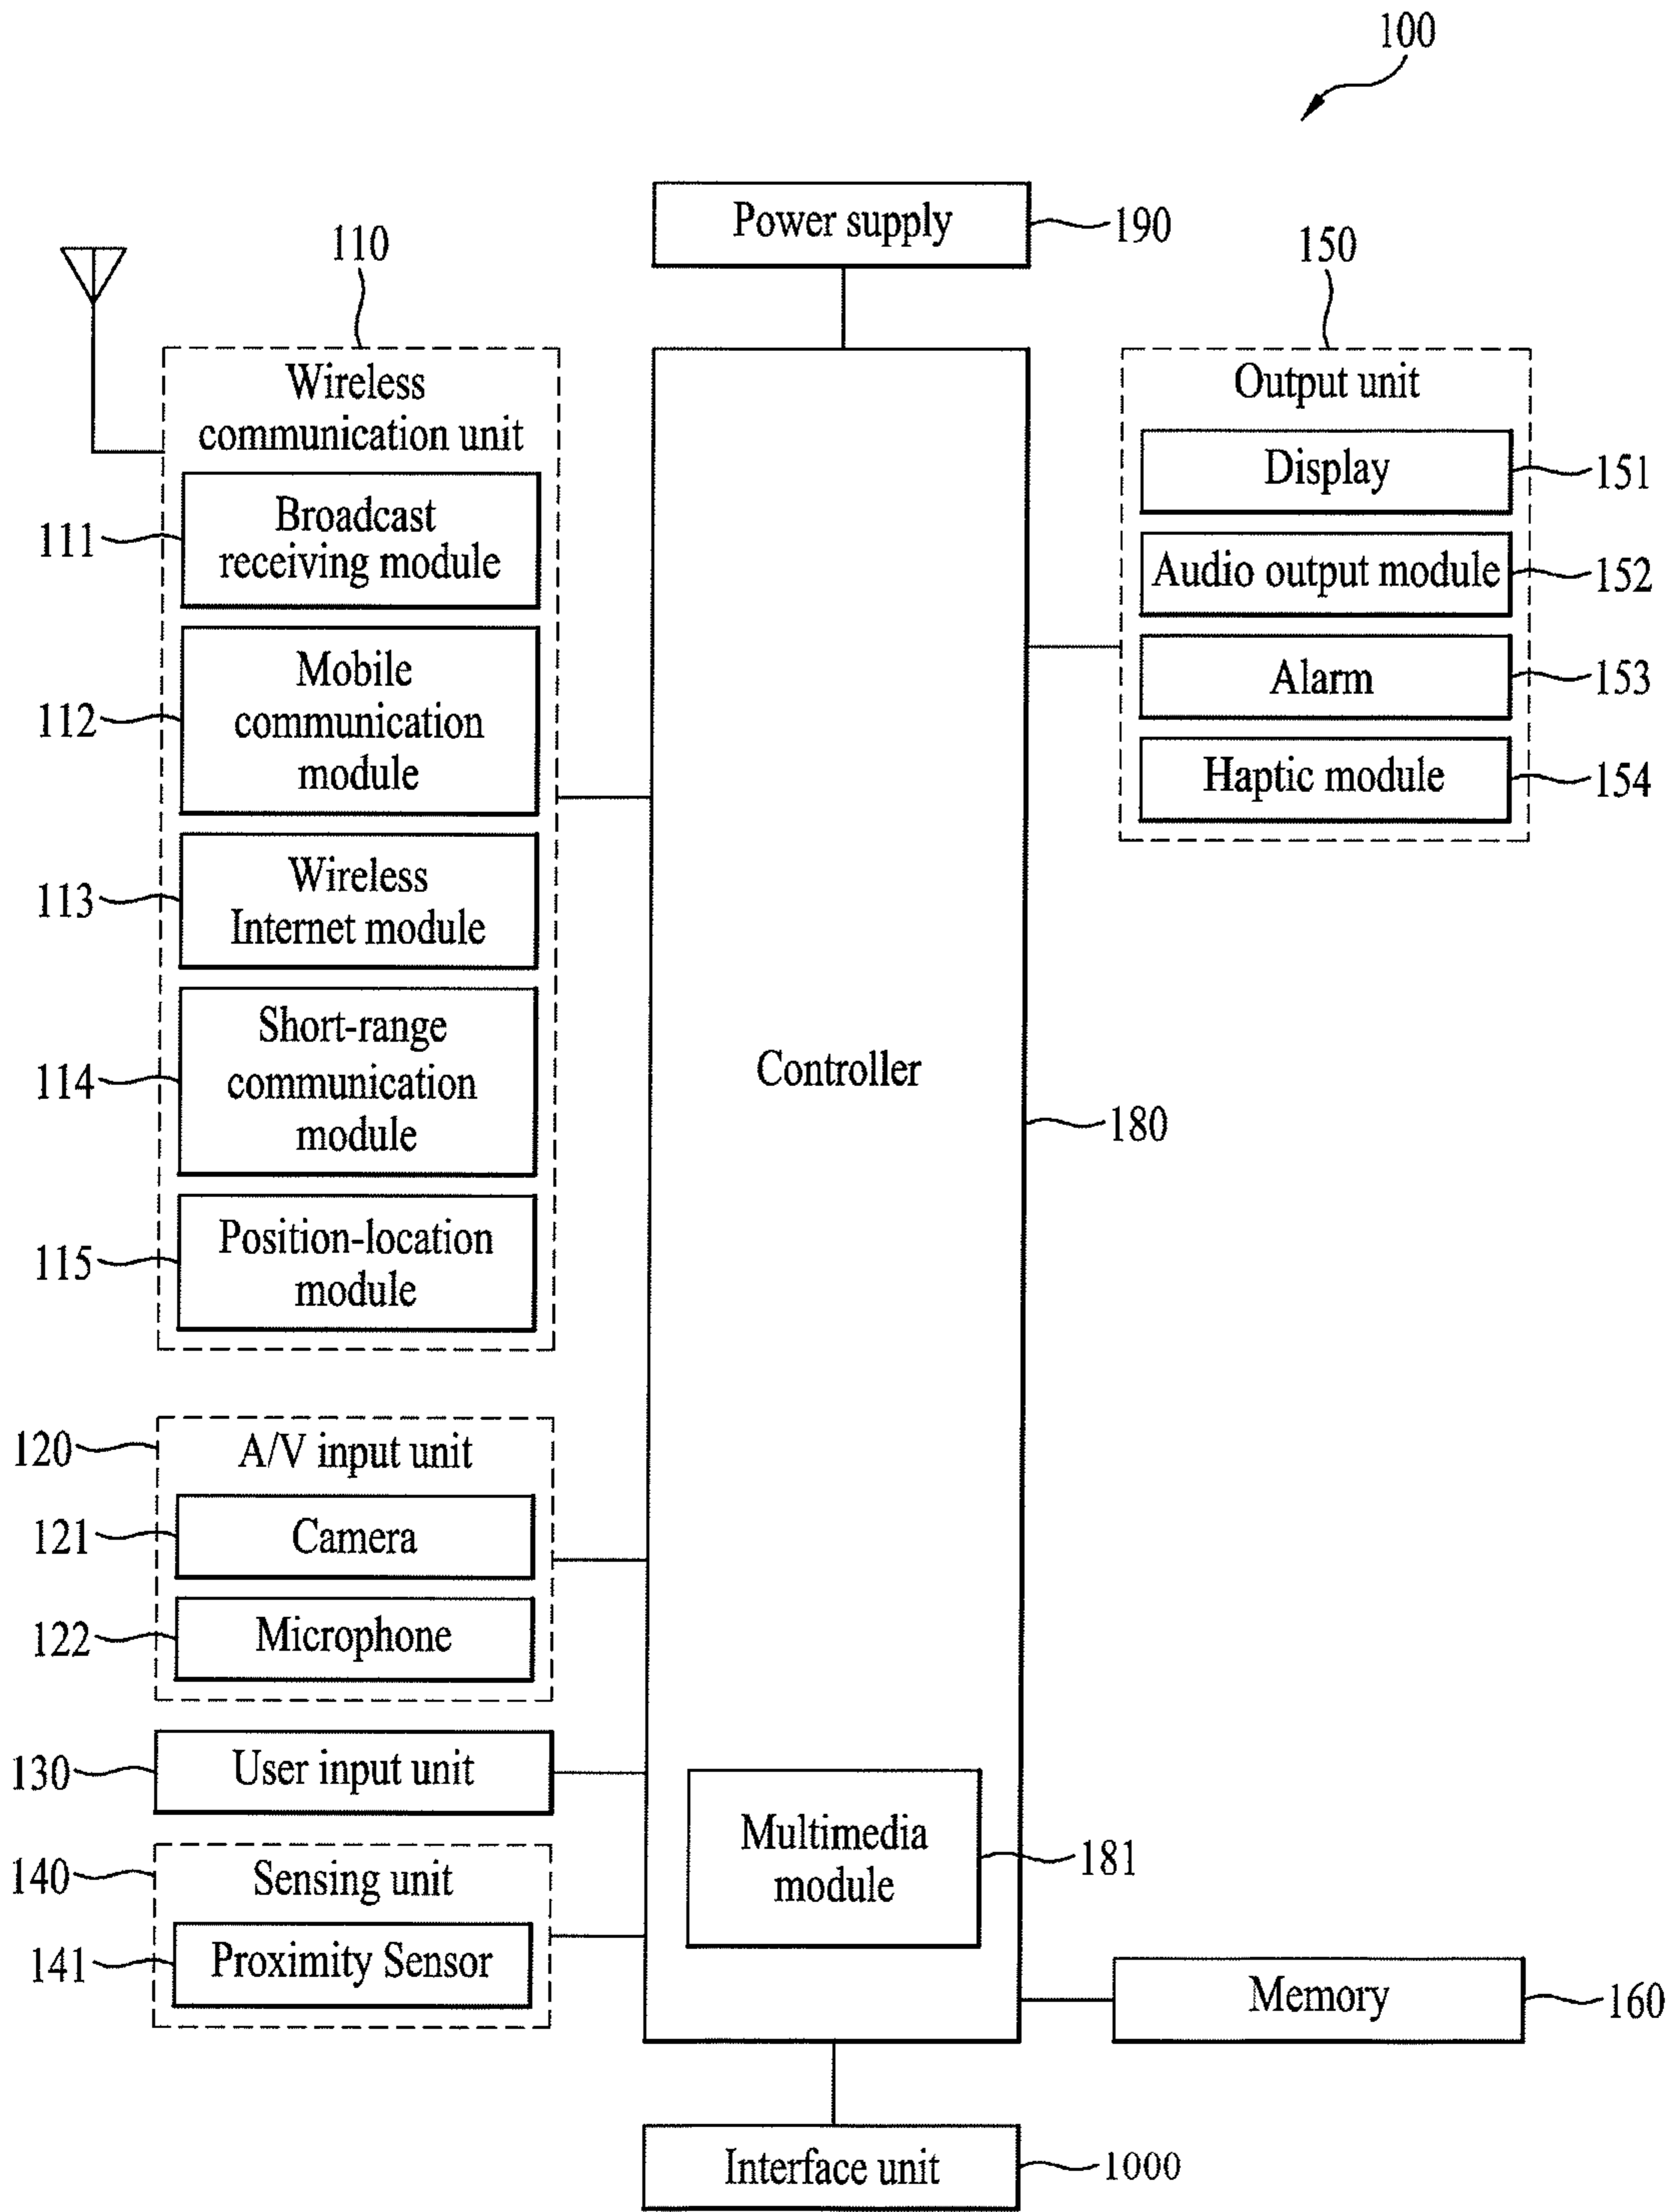 100
Power supply
190
110
150
Wireless
communication unit
Output unit
Display
151
Broadcast
receiving module
111
Audio output module
152
Mobile
communication
module
112
Alarm
153
Haptic module
154
Wireless
Internet module
113
Short-range
communication
module
114
Controller
180
Position-location
module
115
120
A/V input unit
121
Camera
122
Microphone
130
User input unit
Multimedia
module
181
140
Sensing unit
141
Proximity Sensor
Memory
160
Interface unit
1000